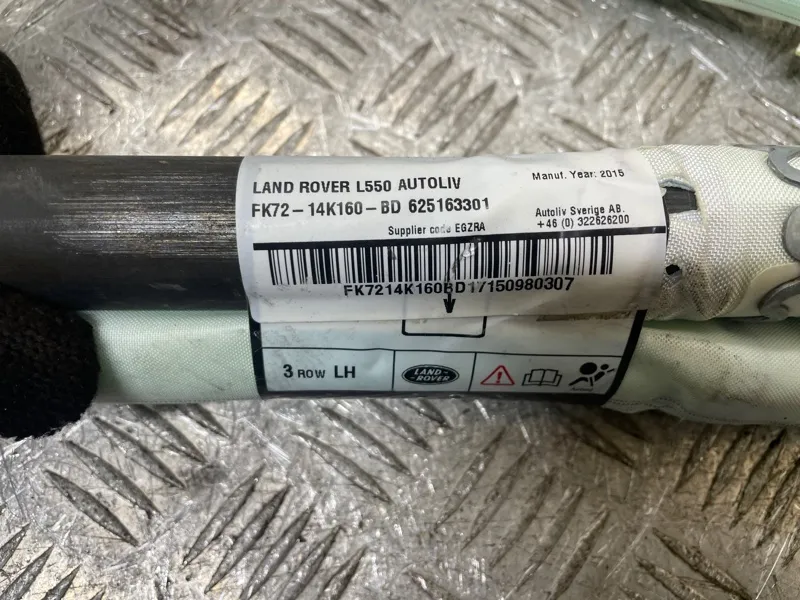 LAND ROVER L550 AUTOLIV
Manuf. Year: 2015
FK72-14K160-BD 625163301
Autoliv Sverige AB.
+46 (0) 322626200
Supplier code EGZRA
FK7214K160BD17150980307
3 ROW LH
LAND-
-ROVER